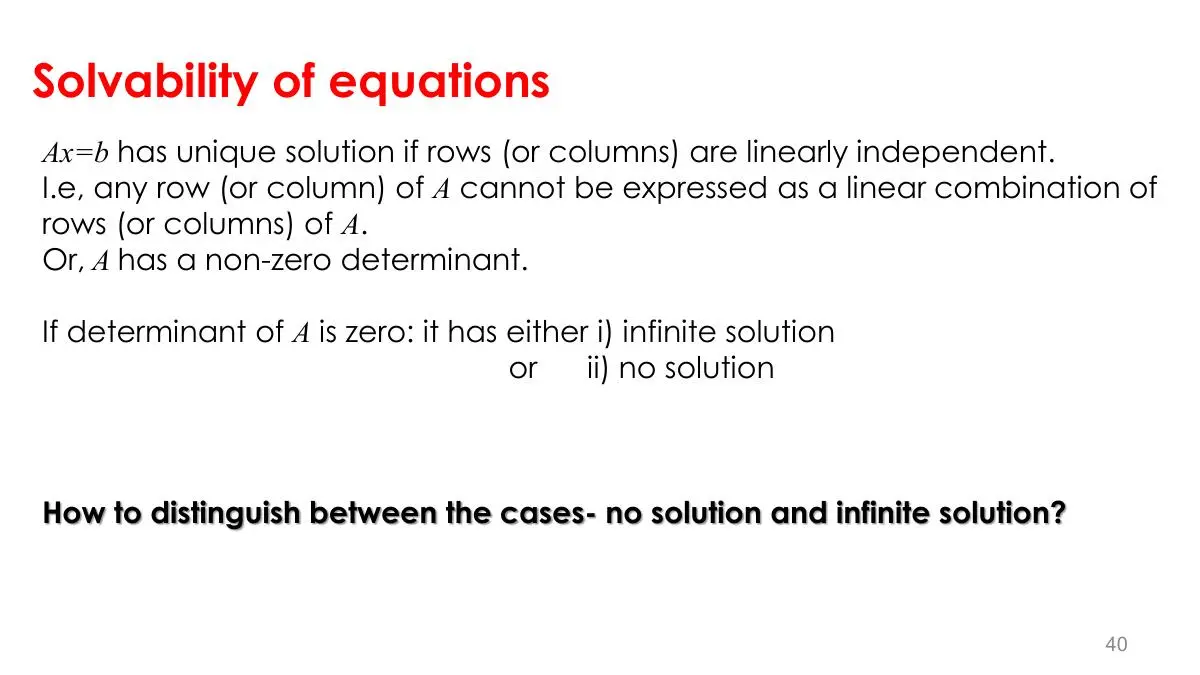 Solvability of equations
Ax=b has unique solution if rows (or columns) are linearly independent.
I.e, any row (or column) of A cannot be expressed as a linear combination of
rows (or columns) of A.
Or, A has a non-zero determinant.
If determinant of A is zero: it has either i) infinite solution
or ii) no solution
How to distinguish between the cases- no solution and infinite solution?
40